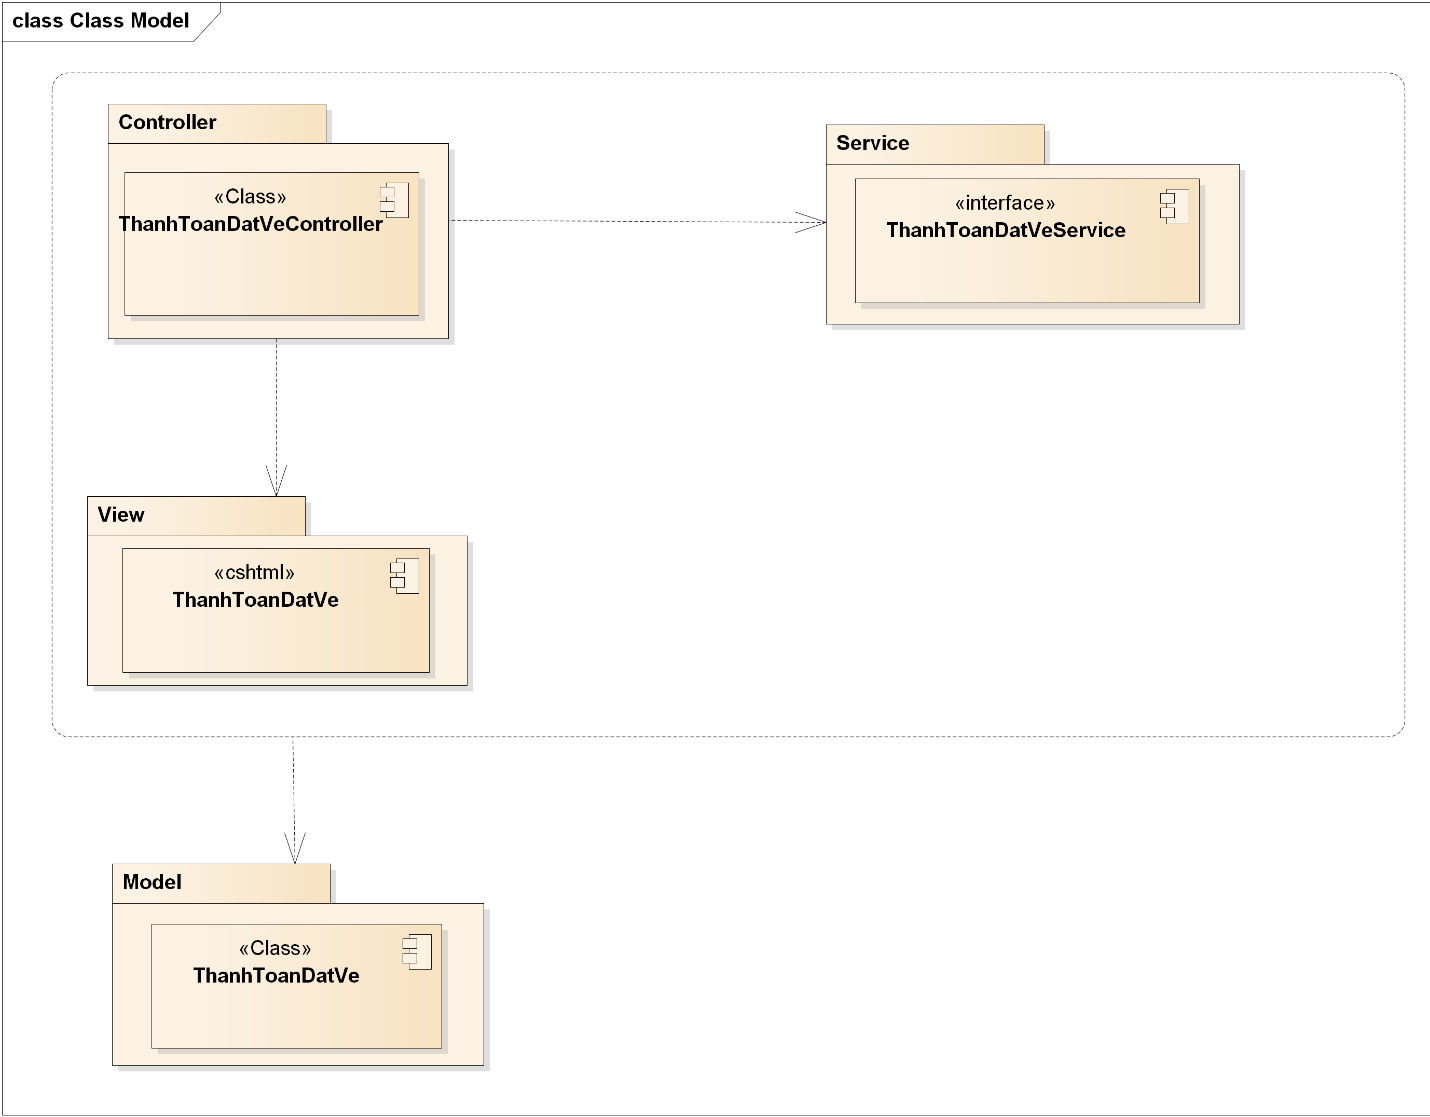 class Class Model
Controller
«Class»
ThanhToanDatVeController
Service
«interface»
ThanhToanDatVeService
View
«cshtml»
ThanhToanDatVe
Model
«Class»
ThanhToanDatVe